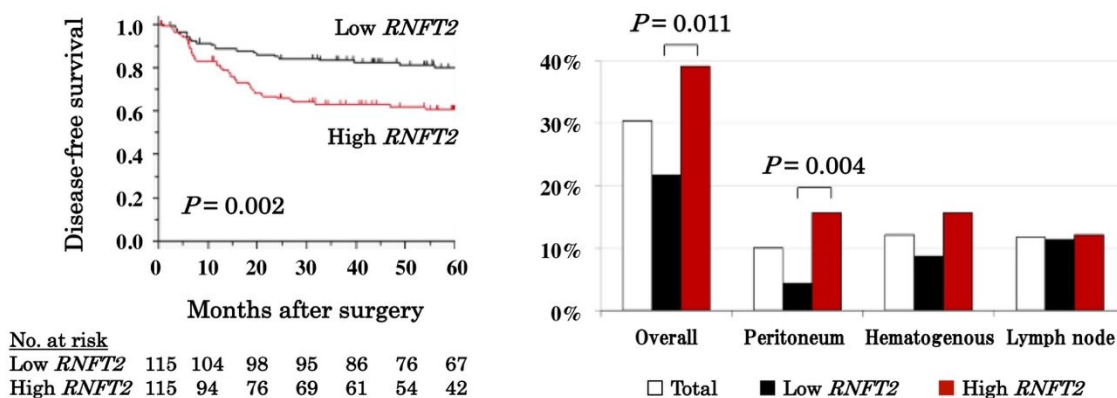 Disease-free survival
1.0
0.8
0.6
0.4
0.2
0.0
Low RNFT2
High RNFT2
P = 0.002
0 10 20 30 40 50 60
Months after surgery
No. at risk
Low RNFT2 115 104 98 95 86 76 67
High RNFT2 115 94 76 69 61 54 42
P = 0.011
P = 0.004
40%
30%
20%
10%
0%
Overall Peritoneum Hematogenous Lymph node
Total Low RNFT2 High RNFT2